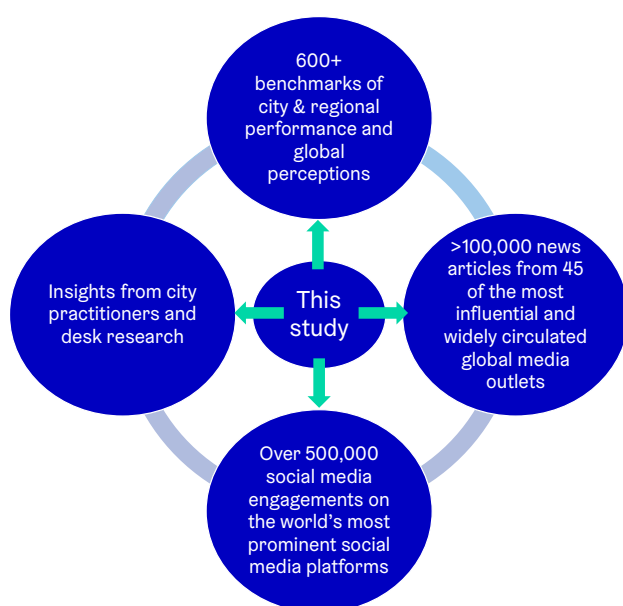 600+
benchmarks of
city & regional
performance and
global
perceptions
Insights from city
practitioners and
desk research
This
study
>100,000 news
articles from 45
of the most
influential and
widely circulated
global media
outlets
Over 500,000
social media
engagements on
the world's most
prominent social
media platforms